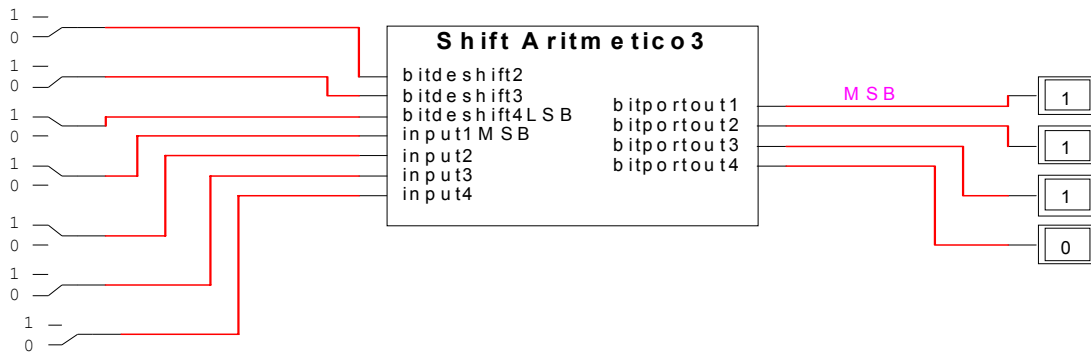 1
0
1
0
1
0
1
0
1
0
1
0
1
0
Shift Aritmetico3
bitdeshift2
bitdeshift3
bitdeshift4LSB
input1MSB
input2
input3
input4
bitportout1
bitportout2
bitportout3
bitportout4
MSB
1
1
1
0